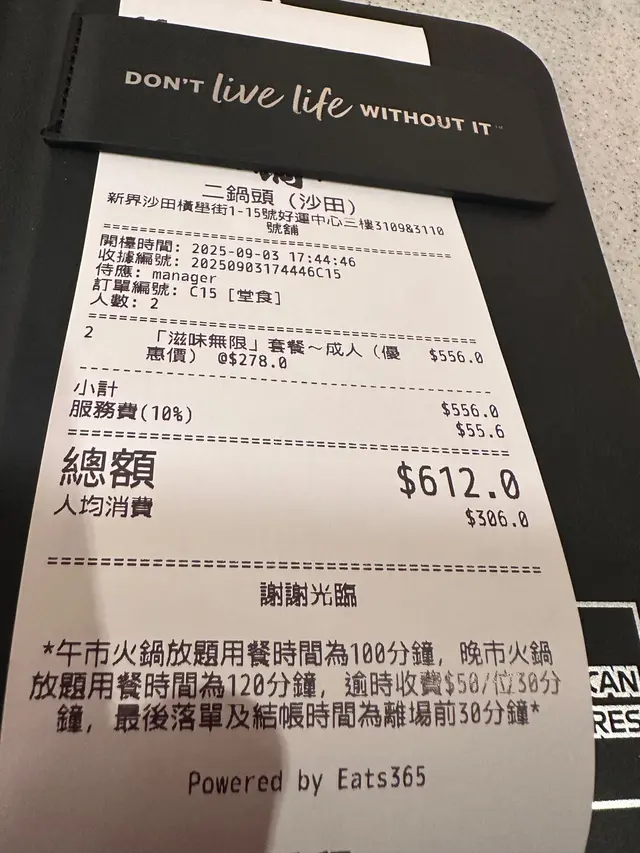 DON'T live life WITHOUT IT™
二鍋頭 (沙田)
新界沙田橫壆街1-15號好運中心三樓3109&3110
號舖
開檯時間: 2025-09-03 17:44:46
收據編號: 20250903174446C15
侍應: manager
訂單編號: C15 [堂食]
人數: 2
2 「滋味無限」套餐～成人 (優 $556.0
惠價) @$278.0
小計 $556.0
服務費(10%) $55.6
總額 $612.0
人均消費 $306.0
謝謝光臨
*午市火鍋放題用餐時間為100分鐘, 晚市火鍋
放題用餐時間為120分鐘, 逾時收費$50/位30分
鐘, 最後落單及結帳時間為離場前30分鐘*
Powered by Eats365
CAN
RES